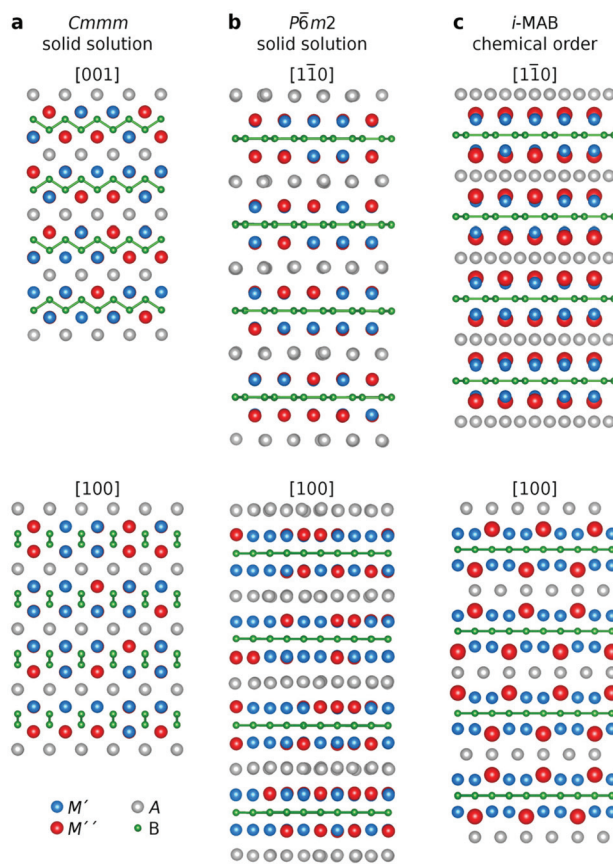 a
Cmmm
solid solution
[001]
b
P6̅m2
solid solution
[11̅0]
c
i-MAB
chemical order
[11̅0]
[100]
[100]
[100]
M′
A
M′′
B